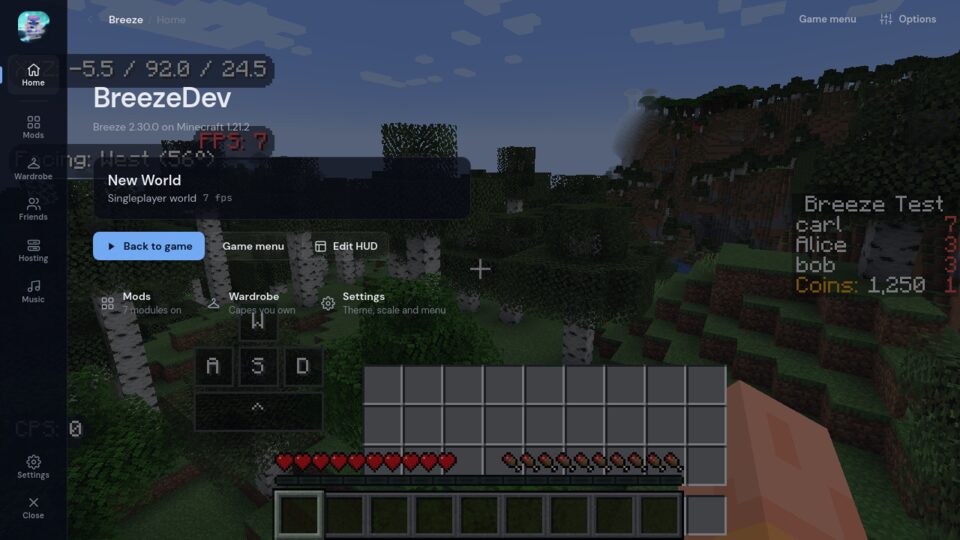 Breeze / Home
Game menu
Options
XYZ: -5.5 / 92.0 / 24.5
Home
BreezeDev
Breeze 2.30.0 on Minecraft 1.21.2
FPS: 7
Mods
Facing: West (56°)
Wardrobe
New World
Singleplayer world 7 fps
Friends
Breeze Test
carl 7
Alice 3
bob 3
Coins: 1,250 1
Hosting
Back to game
Game menu
Edit HUD
Music
Mods
7 modules on
Wardrobe
Capes you own
Settings
Theme, scale and menu
W
A S D
^
CPS: 0
Settings
Close